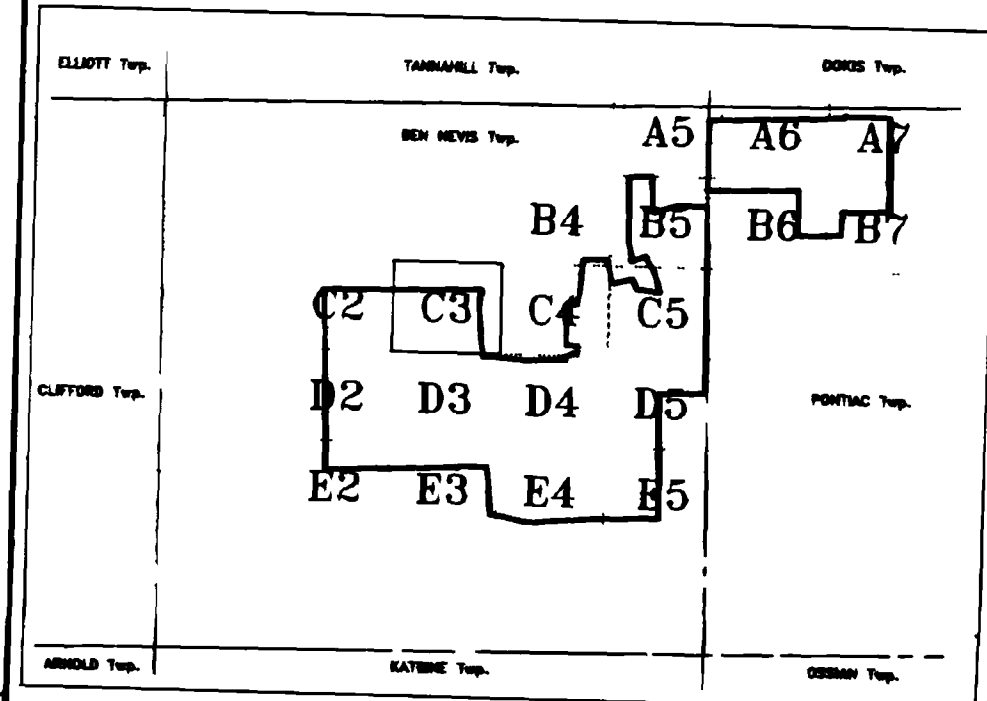 ELLIOTT Twp. TANNAHILL Twp. DOKIS Twp.
BEN NEVIS Twp. A5 A6 A7
B4 B5 B6 B7
C2 C3 C4 C5
CLIFFORD Twp. D2 D3 D4 D5 PONTIAC Twp.
E2 E3 E4 E5
ARNOLD Twp. KATRINE Twp. OSSIAN Twp.